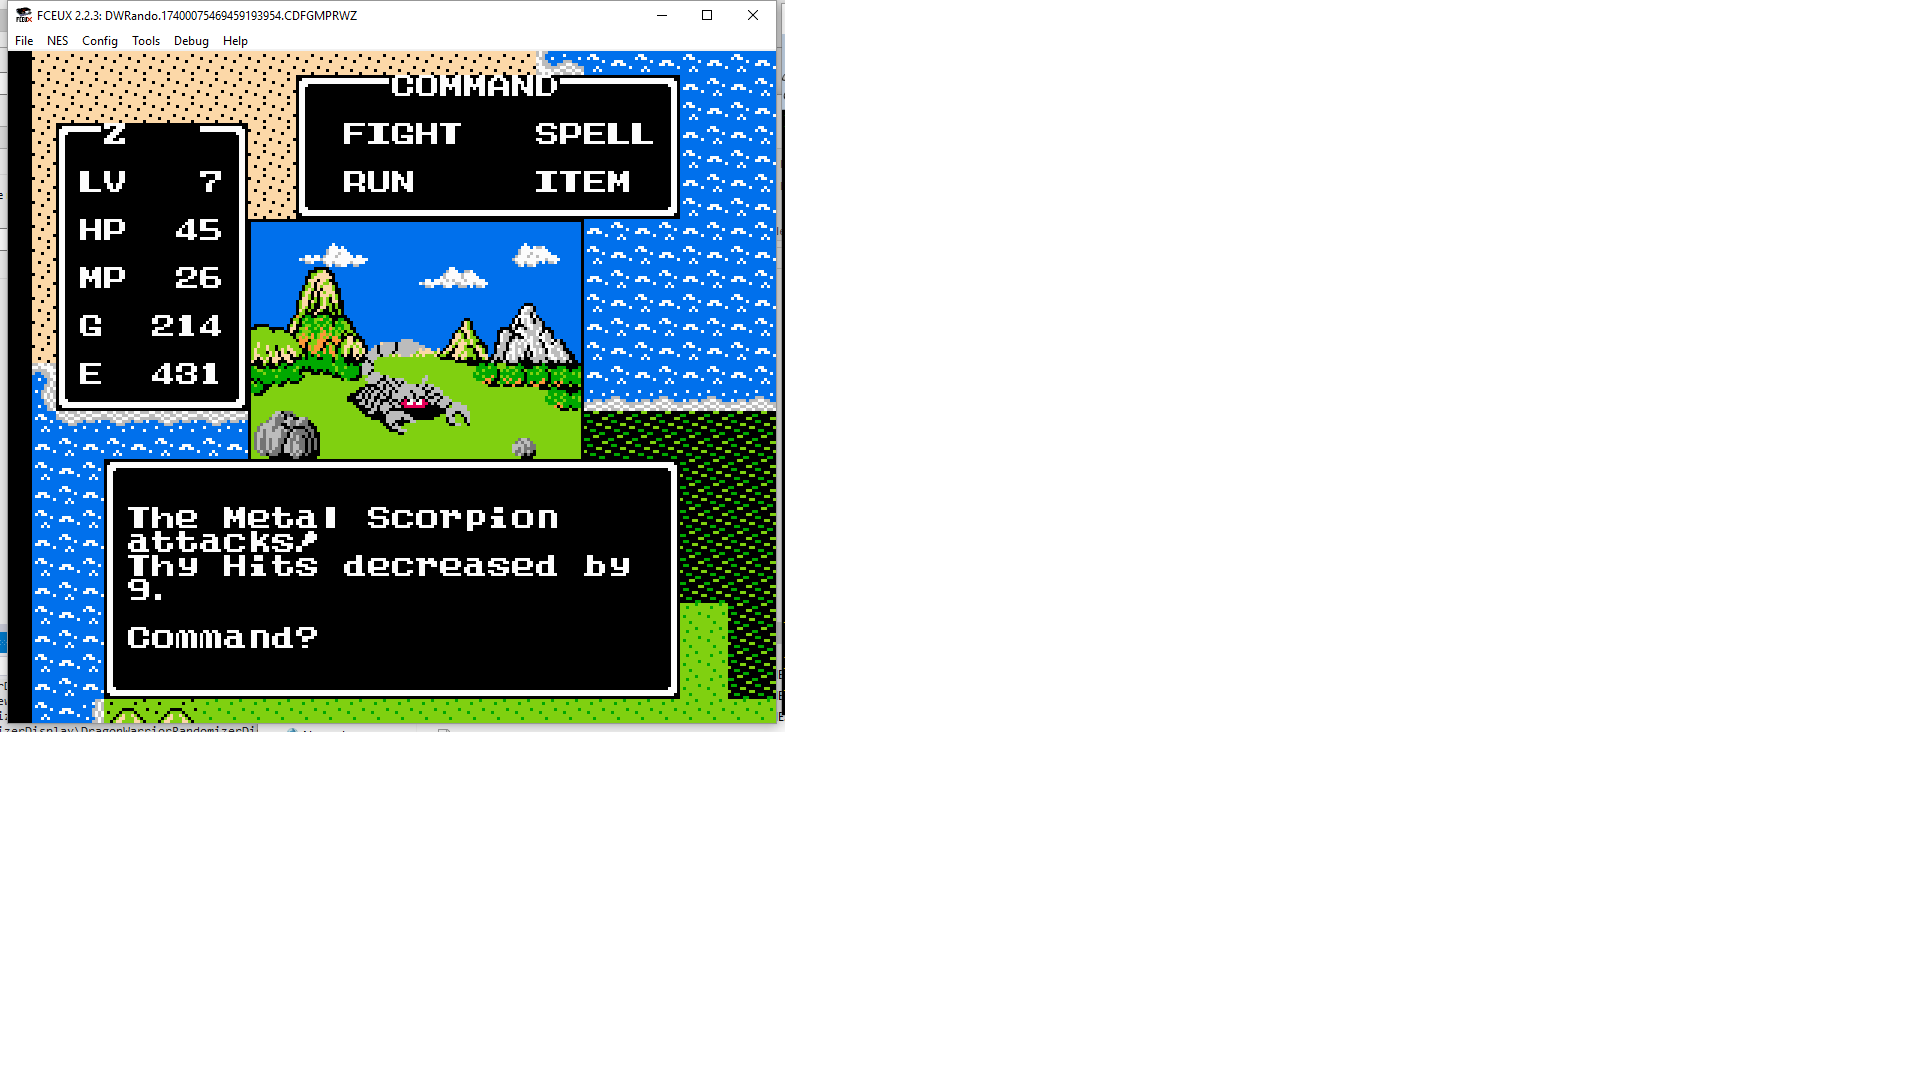 FCEUX 2.2.3: DWRando.17400075469459193954.CDFGMPRWZ
File NES Config Tools Debug Help
COMMAND
FIGHT SPELL
RUN ITEM
Z
LV 7
HP 45
MP 26
G 214
E 431
The Metal Scorpion
attacks!
Thy Hits decreased by
9.
Command?